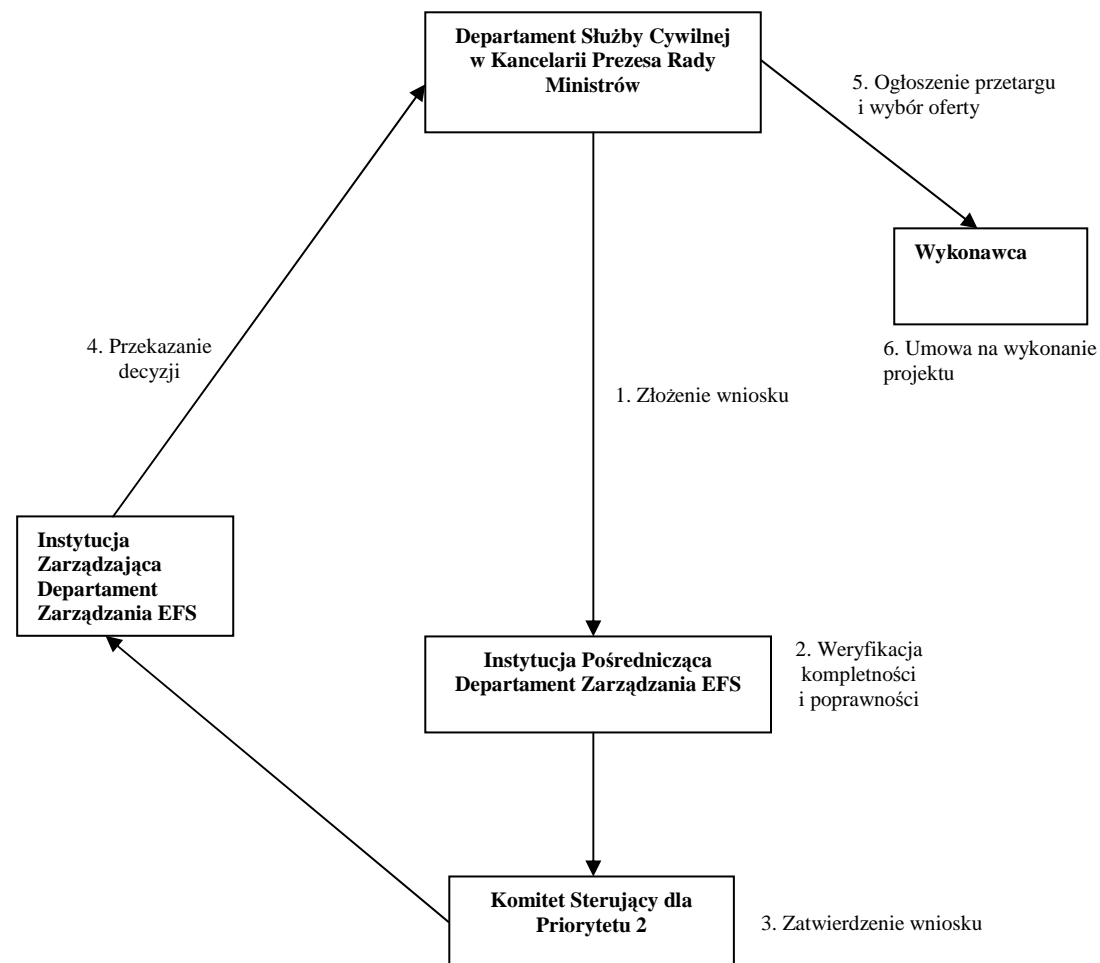 Departament Służby Cywilnej
w Kancelarii Prezesa Rady
Ministrów
5. Ogłoszenie przetargu
i wybór oferty
Wykonawca
6. Umowa na wykonanie
projektu
4. Przekazanie
decyzji
1. Złożenie wniosku
Instytucja
Zarządzająca
Departament
Zarządzania EFS
Instytucja Pośrednicząca
Departament Zarządzania EFS
2. Weryfikacja
kompletności
i poprawności
Komitet Sterujący dla
Priorytetu 2
3. Zatwierdzenie wniosku